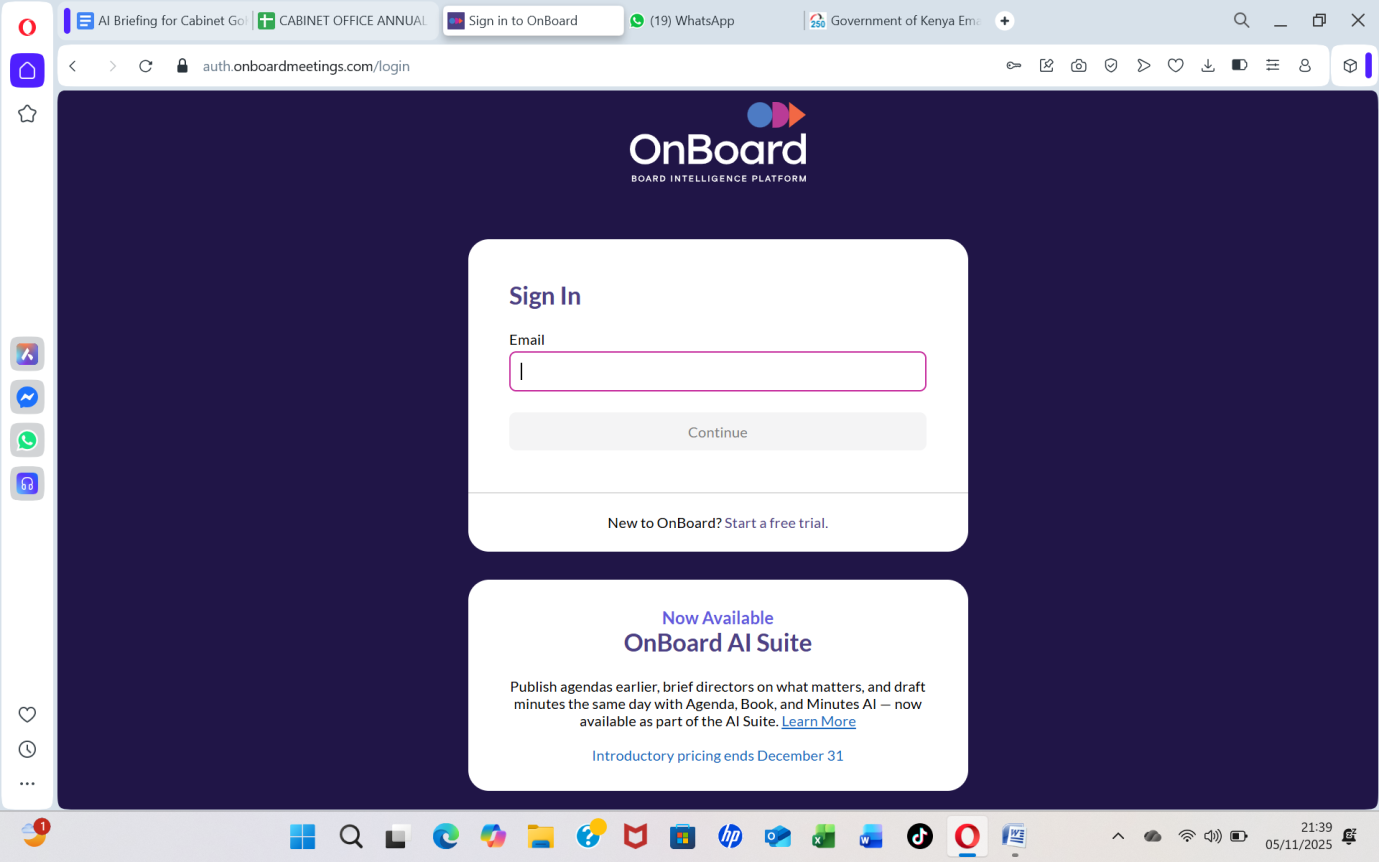 AI Briefing for Cabinet Go
CABINET OFFICE ANNUAL
Sign in to OnBoard
(19) WhatsApp
250
Government of Kenya Ema
auth.onboardmeetings.com/login
OnBoard
BOARD INTELLIGENCE PLATFORM
Sign In
Email
Continue
New to OnBoard? Start a free trial.
Now Available
OnBoard AI Suite
Publish agendas earlier, brief directors on what matters, and draft
minutes the same day with Agenda, Book, and Minutes AI — now
available as part of the AI Suite. Learn More
Introductory pricing ends December 31
1
21:39
05/11/2025